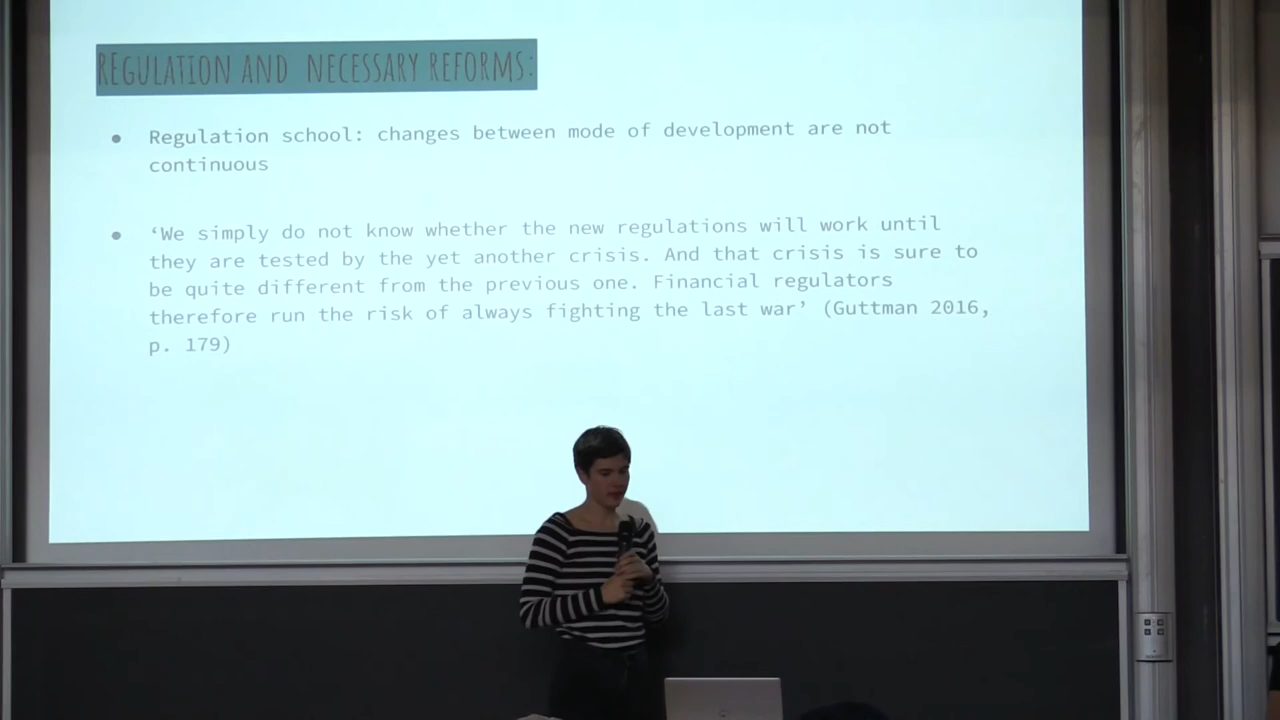 REGULATION AND NECESSARY REFORMS:
● Regulation school: changes between mode of development are not
continuous
● ‘We simply do not know whether the new regulations will work until
they are tested by the yet another crisis. And that crisis is sure to
be quite different from the previous one. Financial regulators
therefore run the risk of always fighting the last war’ (Guttman 2016,
p. 179)